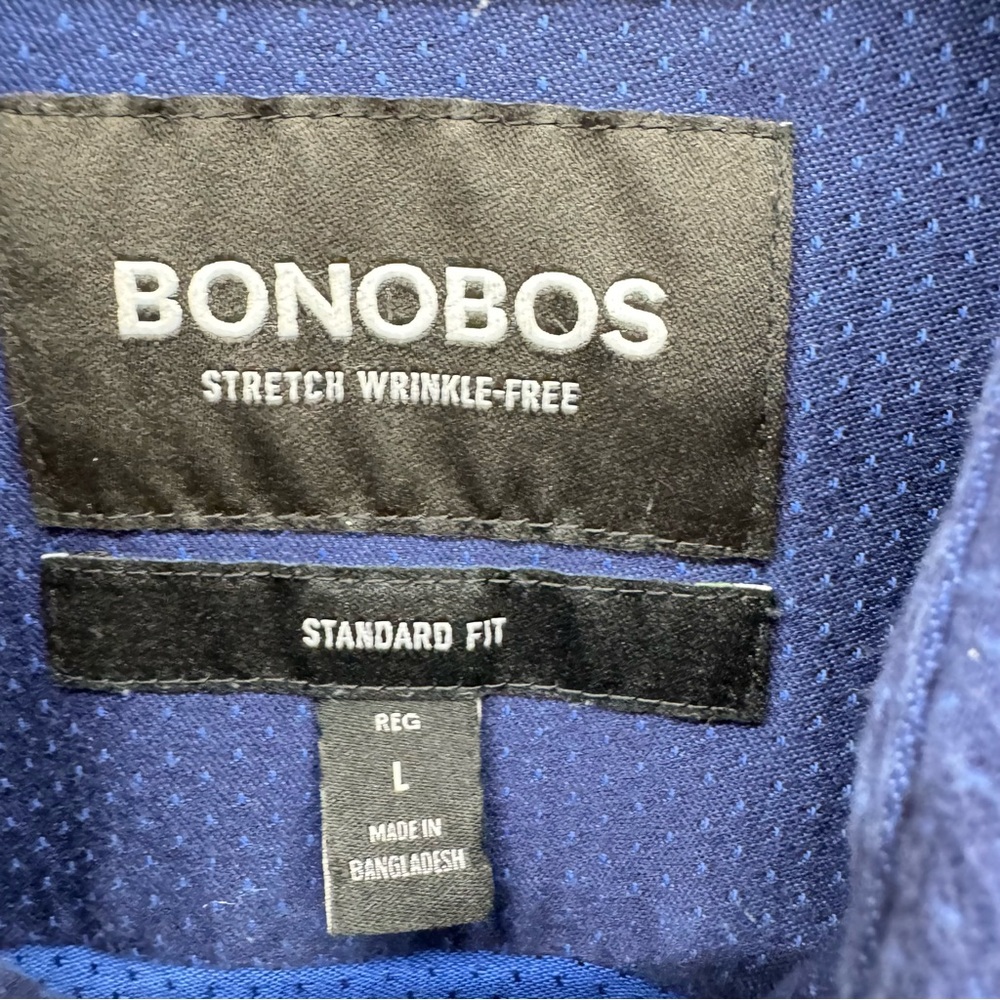 BONOBOS
STRETCH WRINKLE-FREE
STANDARD FIT
REG
L
MADE IN
BANGLADESH